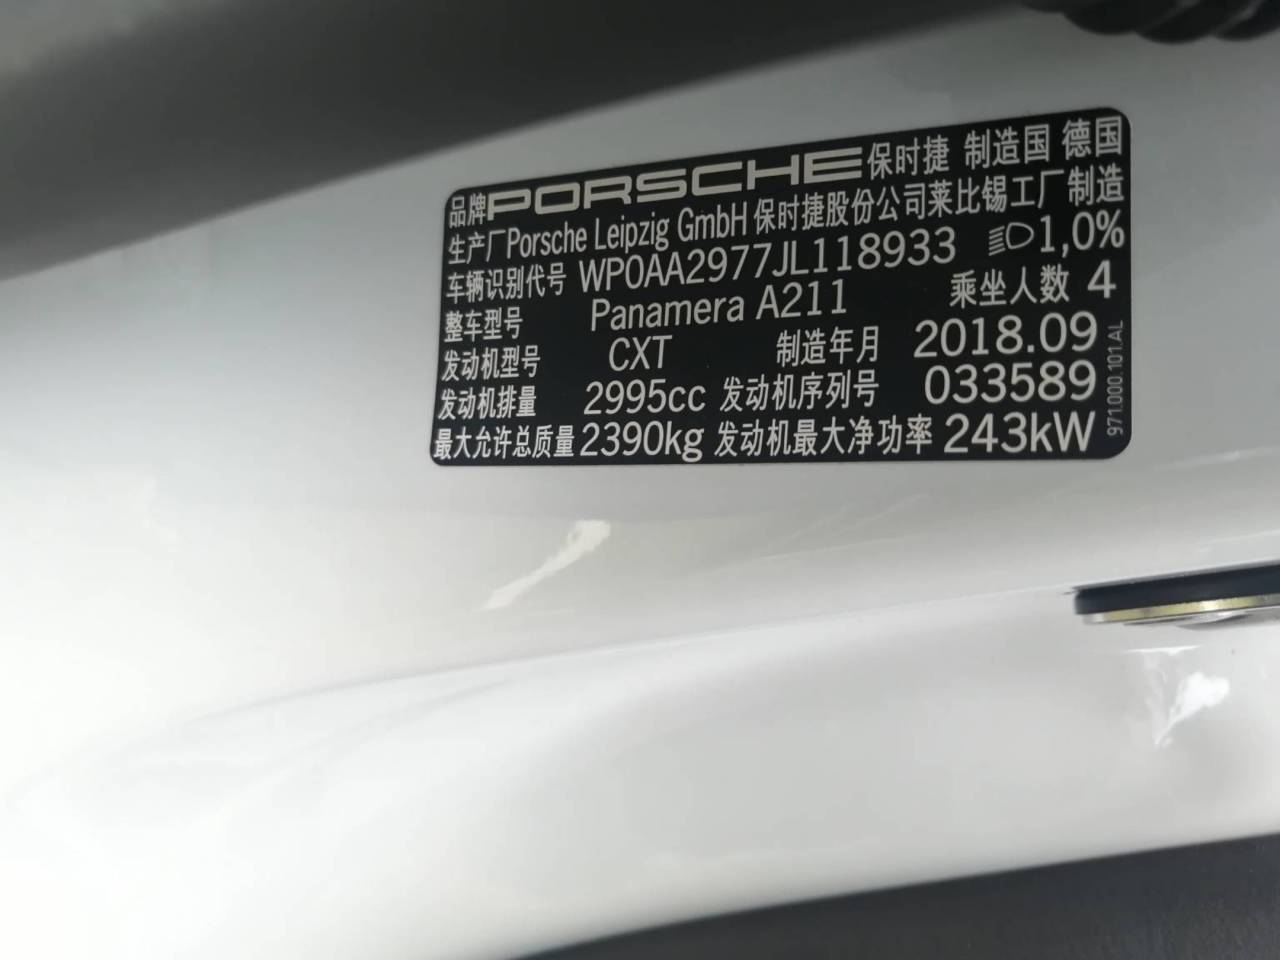 品牌PORSCHE保时捷 制造国 德国
生产厂Porsche Leipzig GmbH 保时捷股份公司莱比锡工厂制造
车辆识别代号 WP0AA2977JL118933 1,0%
整车型号 Panamera A211 乘坐人数 4
发动机型号 CXT 制造年月 2018.09
发动机排量 2995cc 发动机序列号 033589
最大允许总质量 2390kg 发动机最大净功率 243kW
971.000.101.AL